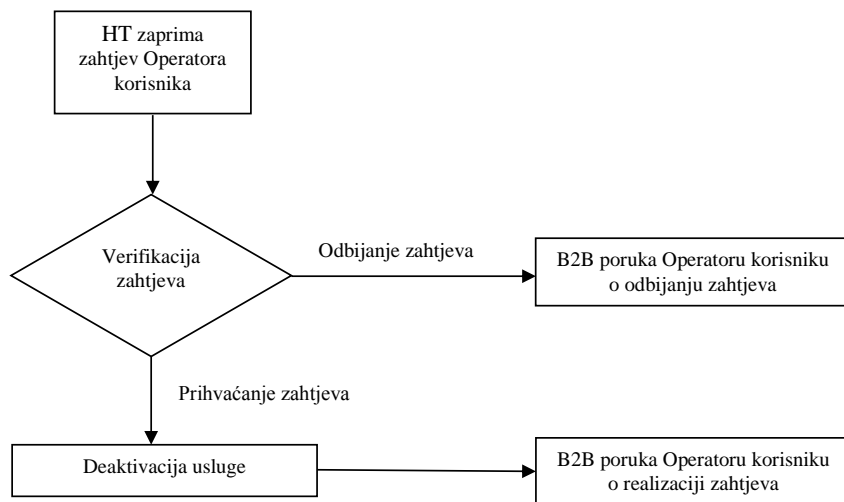 HT zaprima
zahtjev Operatora
korisnika
Verifikacija
zahtjeva
Odbijanje zahtjeva
B2B poruka Operatoru korisniku
o odbijanju zahtjeva
Prihvaćanje zahtjeva
Deaktivacija usluge
B2B poruka Operatoru korisniku
o realizaciji zahtjeva